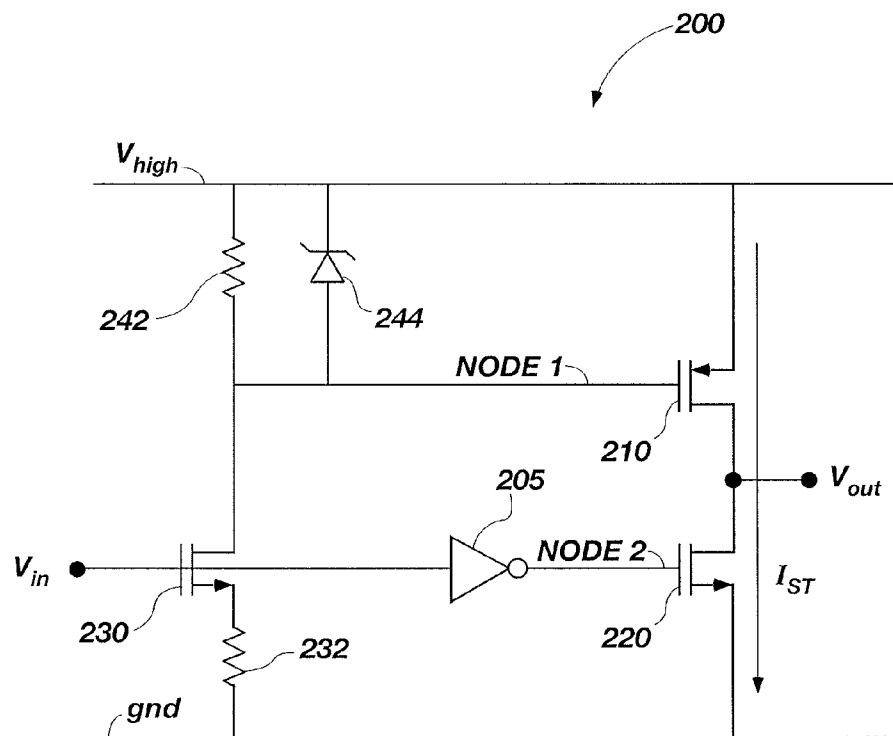 200
V_high
242
244
NODE 1
210
V_out
205
NODE 2
V_in
I_ST
230
232
220
gnd